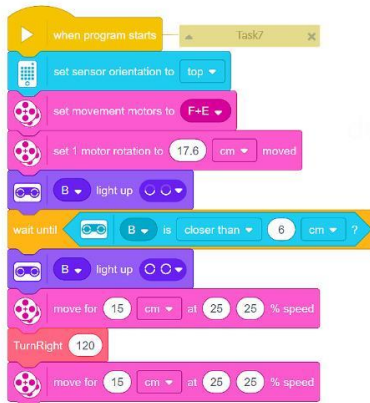 when program starts Task7
set sensor orientation to top
set movement motors to F+E
set 1 motor rotation to 17.6 cm moved
B light up
wait until B is closer than 6 cm ?
B light up
move for 15 cm at 25 25 % speed
TurnRight 120
move for 15 cm at 25 25 % speed